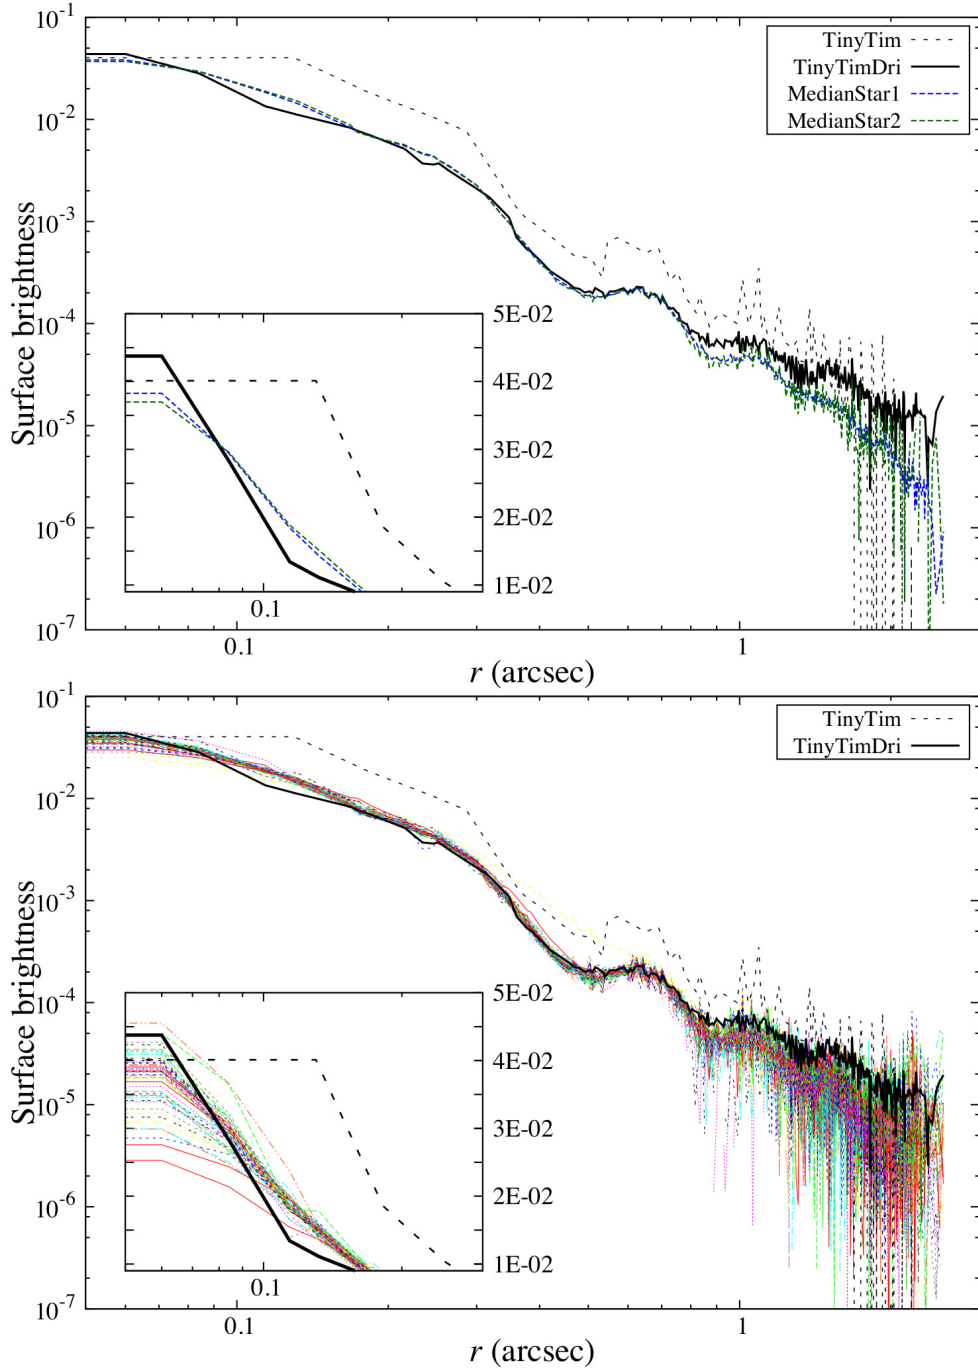 10^-1
TinyTim
TinyTimDri
MedianStar1
MedianStar2
10^-2
10^-3
Surface brightness
10^-4
5E-02
4E-02
10^-5
3E-02
2E-02
10^-6
1E-02
0.1
10^-7
0.1 1
r (arcsec)
10^-1
TinyTim
TinyTimDri
10^-2
10^-3
Surface brightness
10^-4
5E-02
4E-02
10^-5
3E-02
2E-02
10^-6
1E-02
0.1
10^-7
0.1 1
r (arcsec)